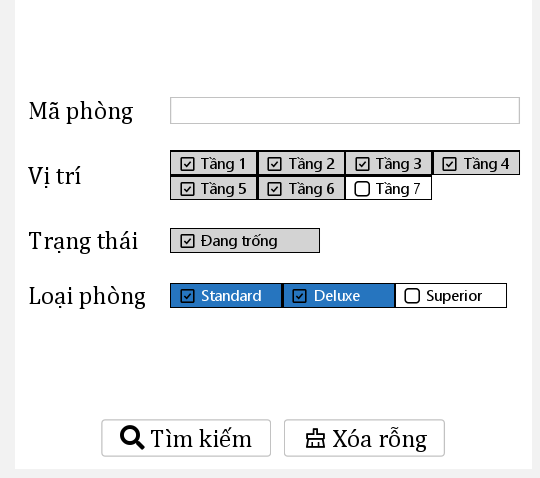 Mã phòng
Vị trí
Tầng 1 Tầng 2 Tầng 3 Tầng 4
Tầng 5 Tầng 6 Tầng 7
Trạng thái Đang trống
Loại phòng Standard Deluxe Superior
Tìm kiếm Xóa rỗng